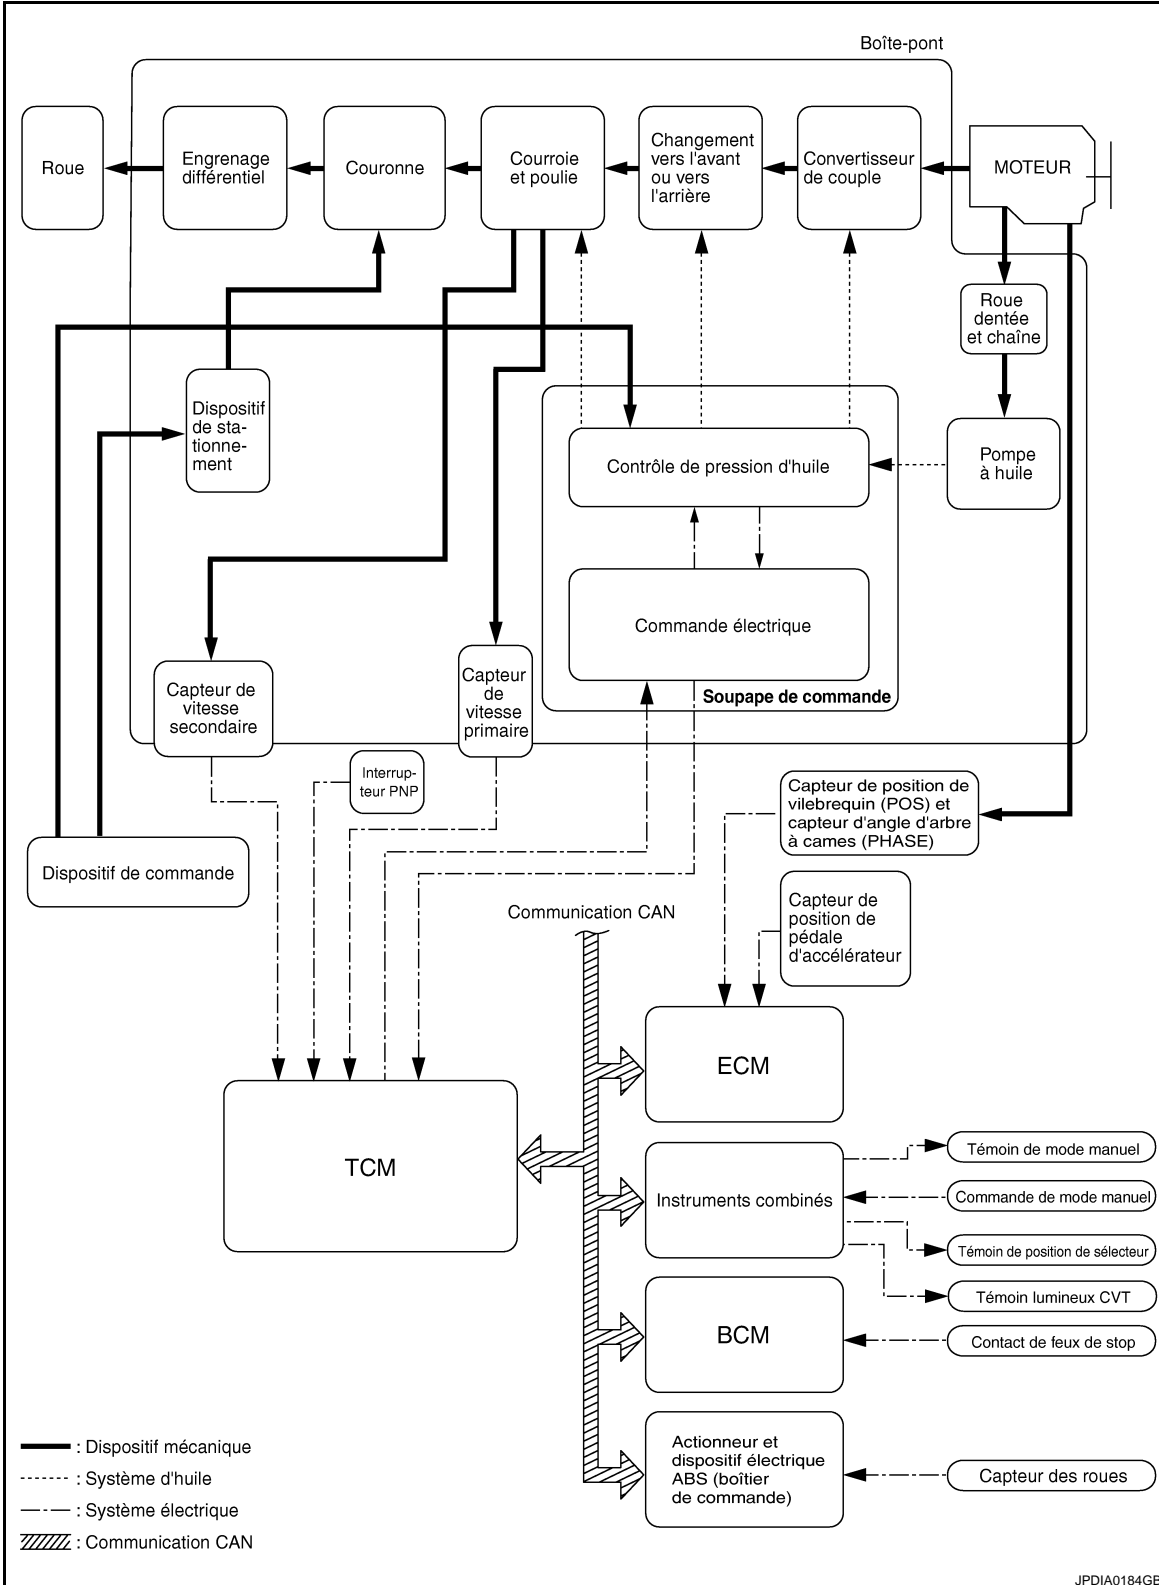 Boîte-pont
Roue
Engrenage
différentiel
Couronne
Courroie
et poulie
Changement
vers l'avant
ou vers
l'arrière
Convertisseur
de couple
MOTEUR
Roue
dentée
et chaîne
Dispositif
de sta-
tionne-
ment
Contrôle de pression d'huile
Pompe
à huile
Commande électrique
Soupape de commande
Capteur de
vitesse
secondaire
Capteur
de
vitesse
primaire
Interrup-
teur PNP
Capteur de position de
vilebrequin (POS) et
capteur d'angle d'arbre
à cames (PHASE)
Dispositif de commande
Capteur de
position de
pédale
d'accélérateur
Communication CAN
ECM
TCM
Instruments combinés
Témoin de mode manuel
Commande de mode manuel
Témoin de position de sélecteur
Témoin lumineux CVT
BCM
Contact de feux de stop
Actionneur et
dispositif électrique
ABS (boîtier
de commande)
Capteur des roues
: Dispositif mécanique
: Système d'huile
: Système électrique
: Communication CAN
JPDIA0184GB